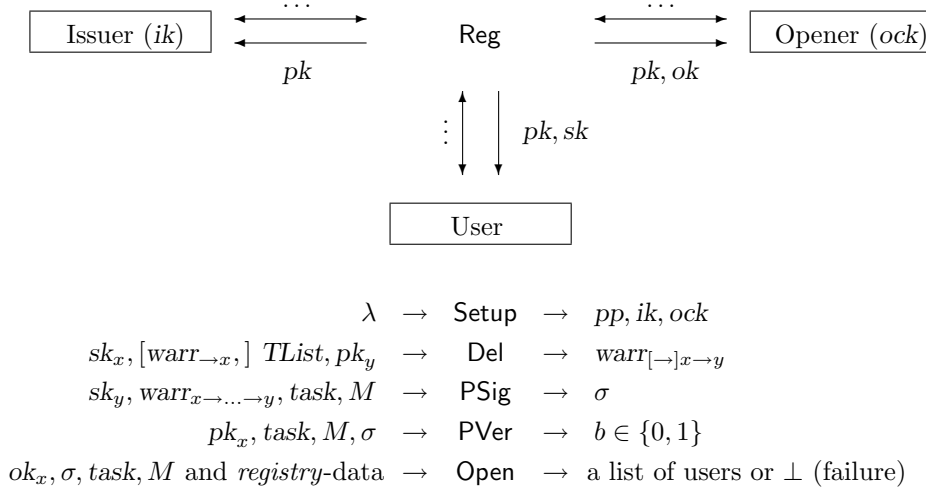 ... ...
Issuer (ik) Reg Opener (ock)
pk pk, ok
⋮ pk, sk
User
λ → Setup → pp, ik, ock
sk_x, [warr_{→x},] TList, pk_y → Del → warr_{[→]x→y}
sk_y, warr_{x→...→y}, task, M → PSig → σ
pk_x, task, M, σ → PVer → b ∈ {0, 1}
ok_x, σ, task, M and registry-data → Open → a list of users or ⊥ (failure)